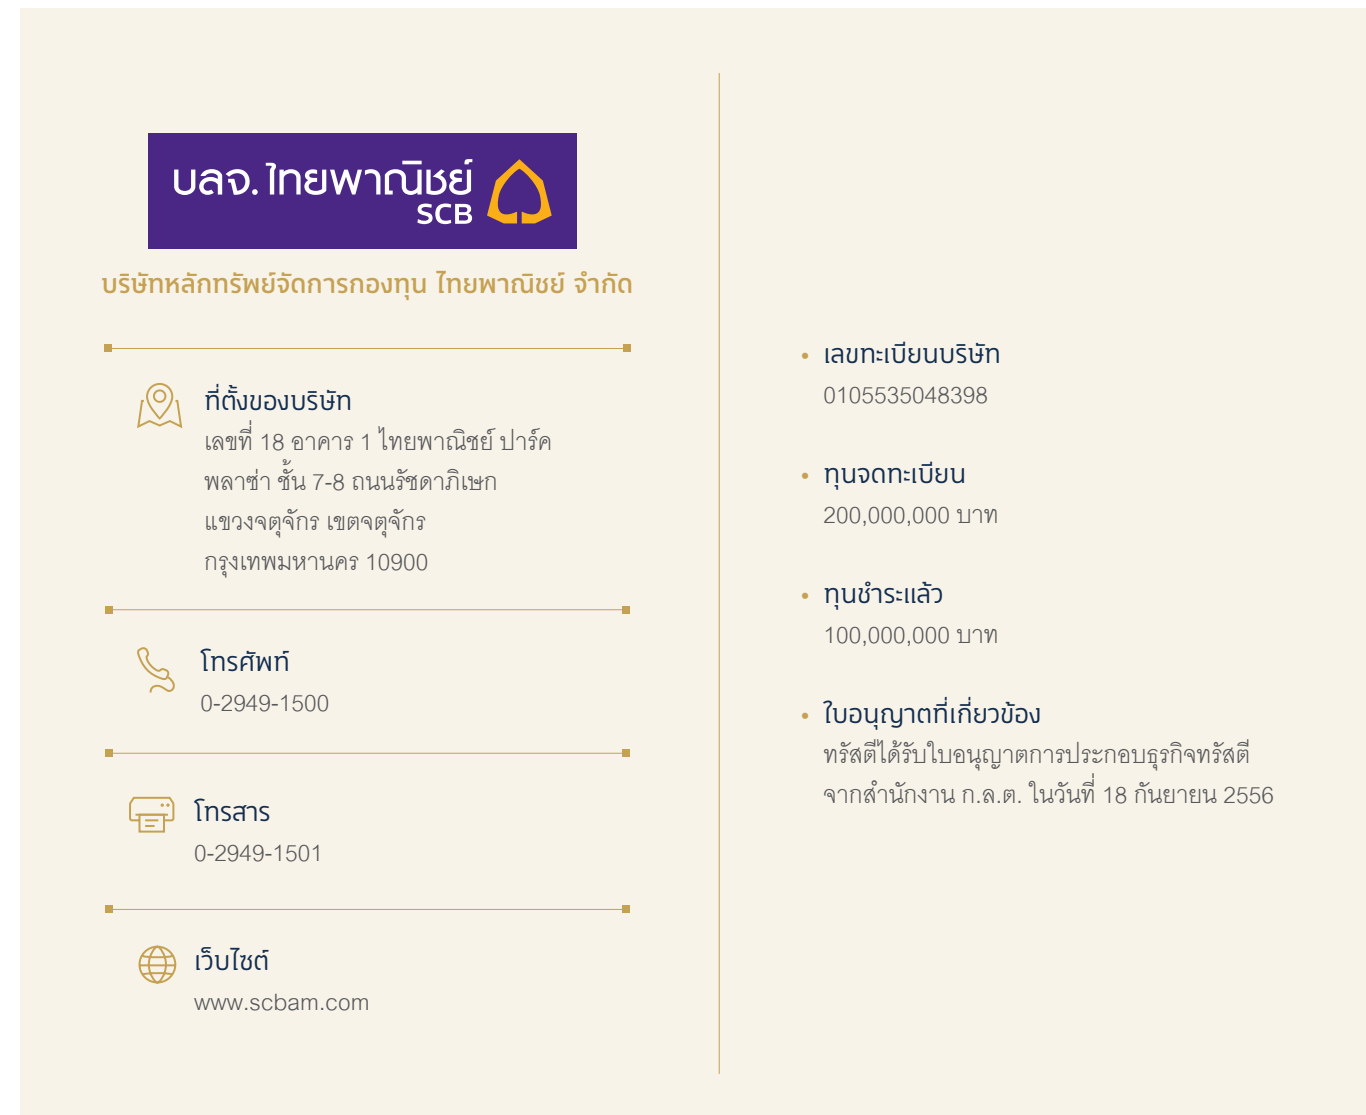 บลจ.ไทยพาณิชย์
SCB
บริษัทหลักทรัพย์จัดการกองทุน ไทยพาณิชย์ จำกัด
ที่ตั้งของบริษัท
เลขที่ 18 อาคาร 1 ไทยพาณิชย์ ปาร์ค
พลาซ่า ชั้น 7-8 ถนนรัชดาภิเษก
แขวงจตุจักร เขตจตุจักร
กรุงเทพมหานคร 10900
โทรศัพท์
0-2949-1500
โทรสาร
0-2949-1501
เว็บไซต์
www.scbam.com
• เลขทะเบียนบริษัท
0105535048398
• ทุนจดทะเบียน
200,000,000 บาท
• ทุนชำระแล้ว
100,000,000 บาท
• ใบอนุญาตที่เกี่ยวข้อง
ทรัสตีได้รับใบอนุญาตการประกอบธุรกิจทรัสตี
จากสำนักงาน ก.ล.ต. ในวันที่ 18 กันยายน 2556